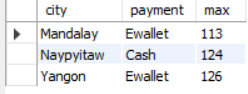 city payment max
Mandalay Ewallet 113
Naypyitaw Cash 124
Yangon Ewallet 126